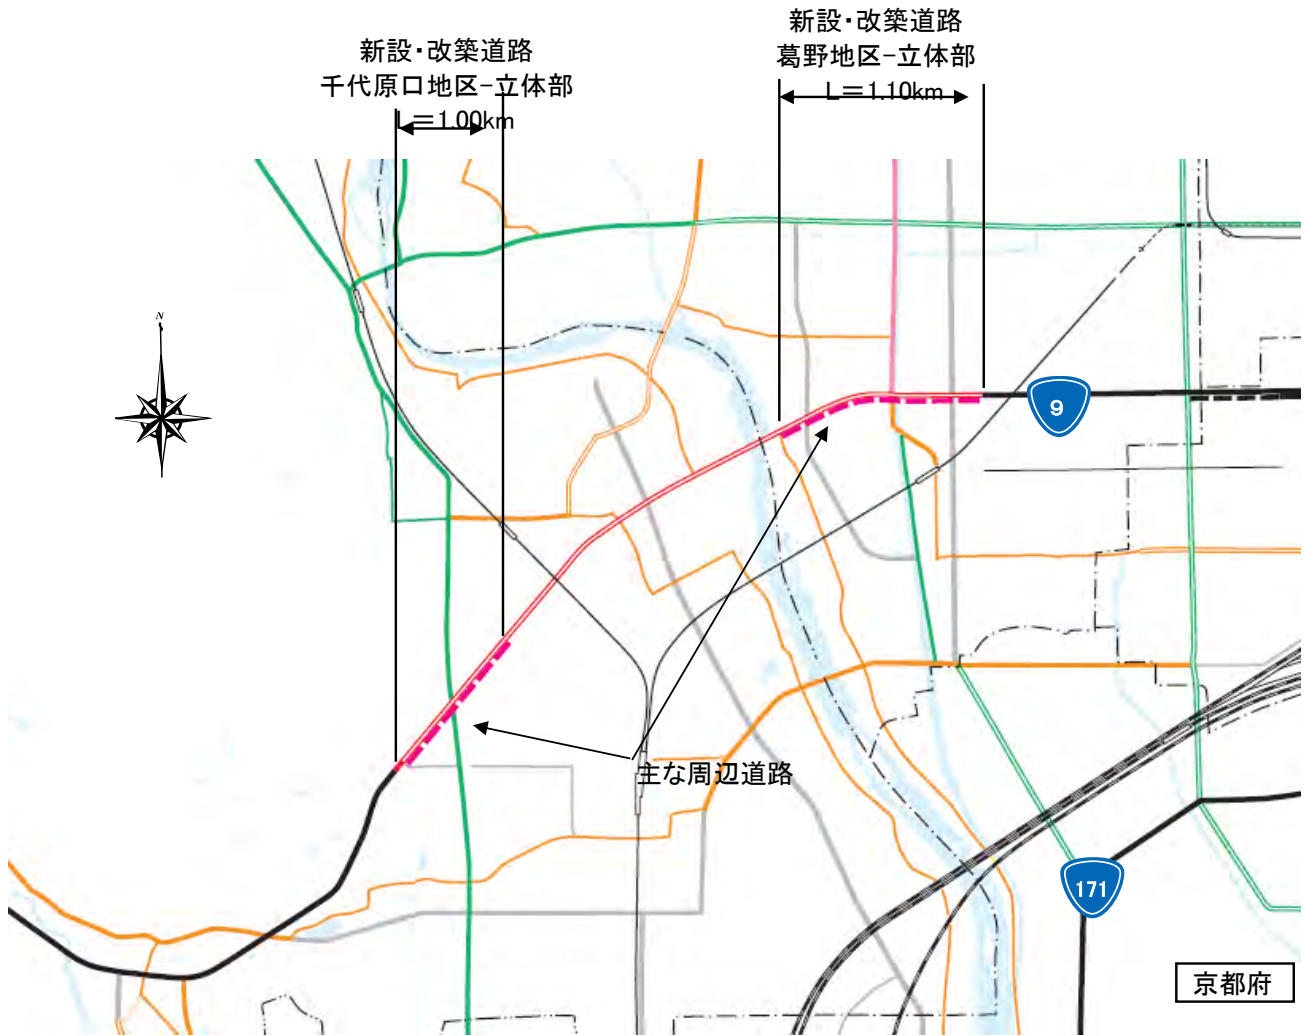 新設・改築道路
葛野地区-立体部
L=1.10km
新設・改築道路
千代原口地区-立体部
L=1.00km
N
9
主な周辺道路
171
京都府